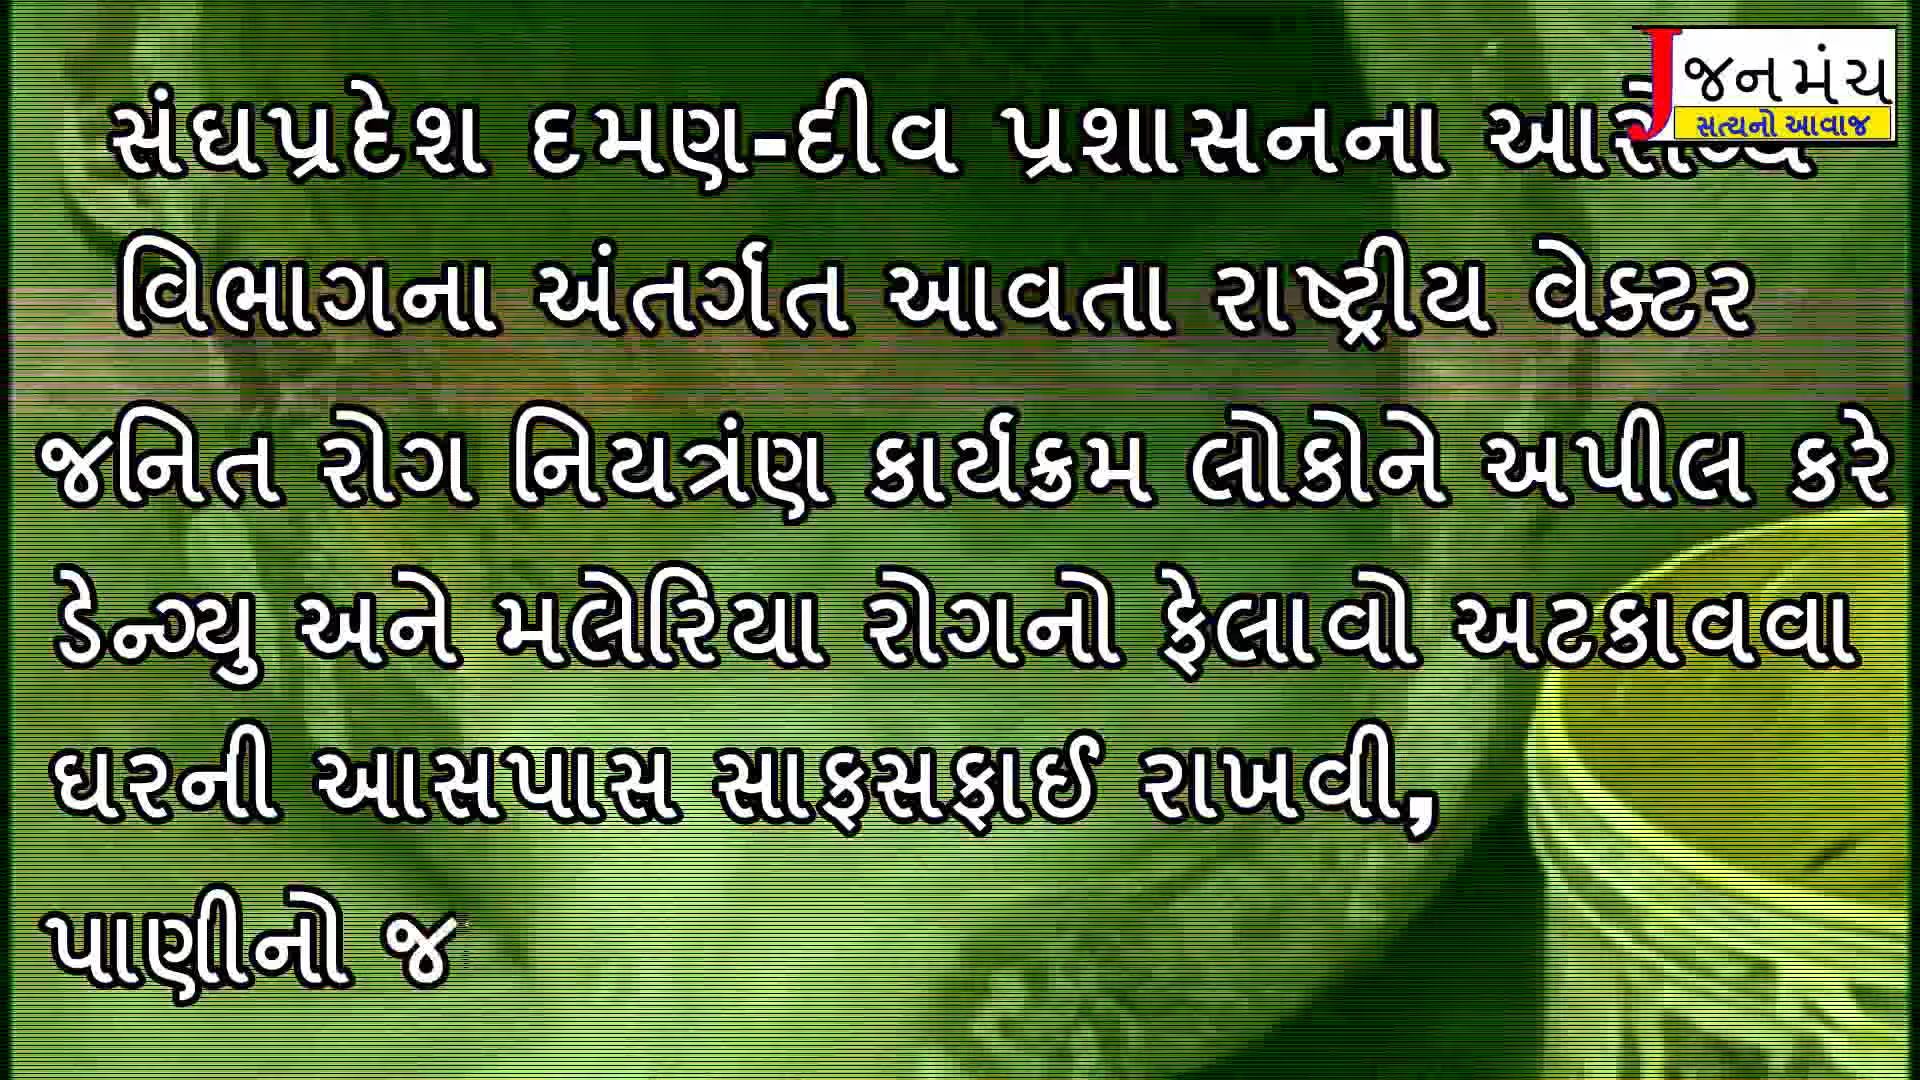 જનમંચ
સત્યનો આવાજ
સંઘપ્રદેશ દમણ-દીવ પ્રશાસનના
વિભાગના અંતર્ગત આવતા રાષ્ટ્રીય વેક્ટર
જનિત રોગ નિયત્રંણ કાર્યક્રમ લોકોને અપીલ કરે
ડેન્ગ્યુ અને મલેરિયા રોગનો ફેલાવો અટકાવવા
ઘરની આસપાસ સાફસફાઈ રાખવી,
પાણીનો જ